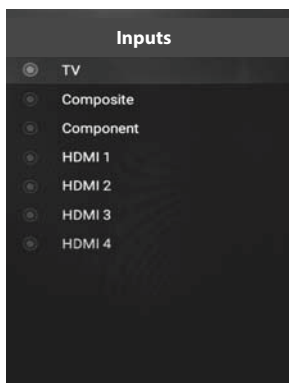 Inputs
TV
Composite
Component
HDMI 1
HDMI 2
HDMI 3
HDMI 4